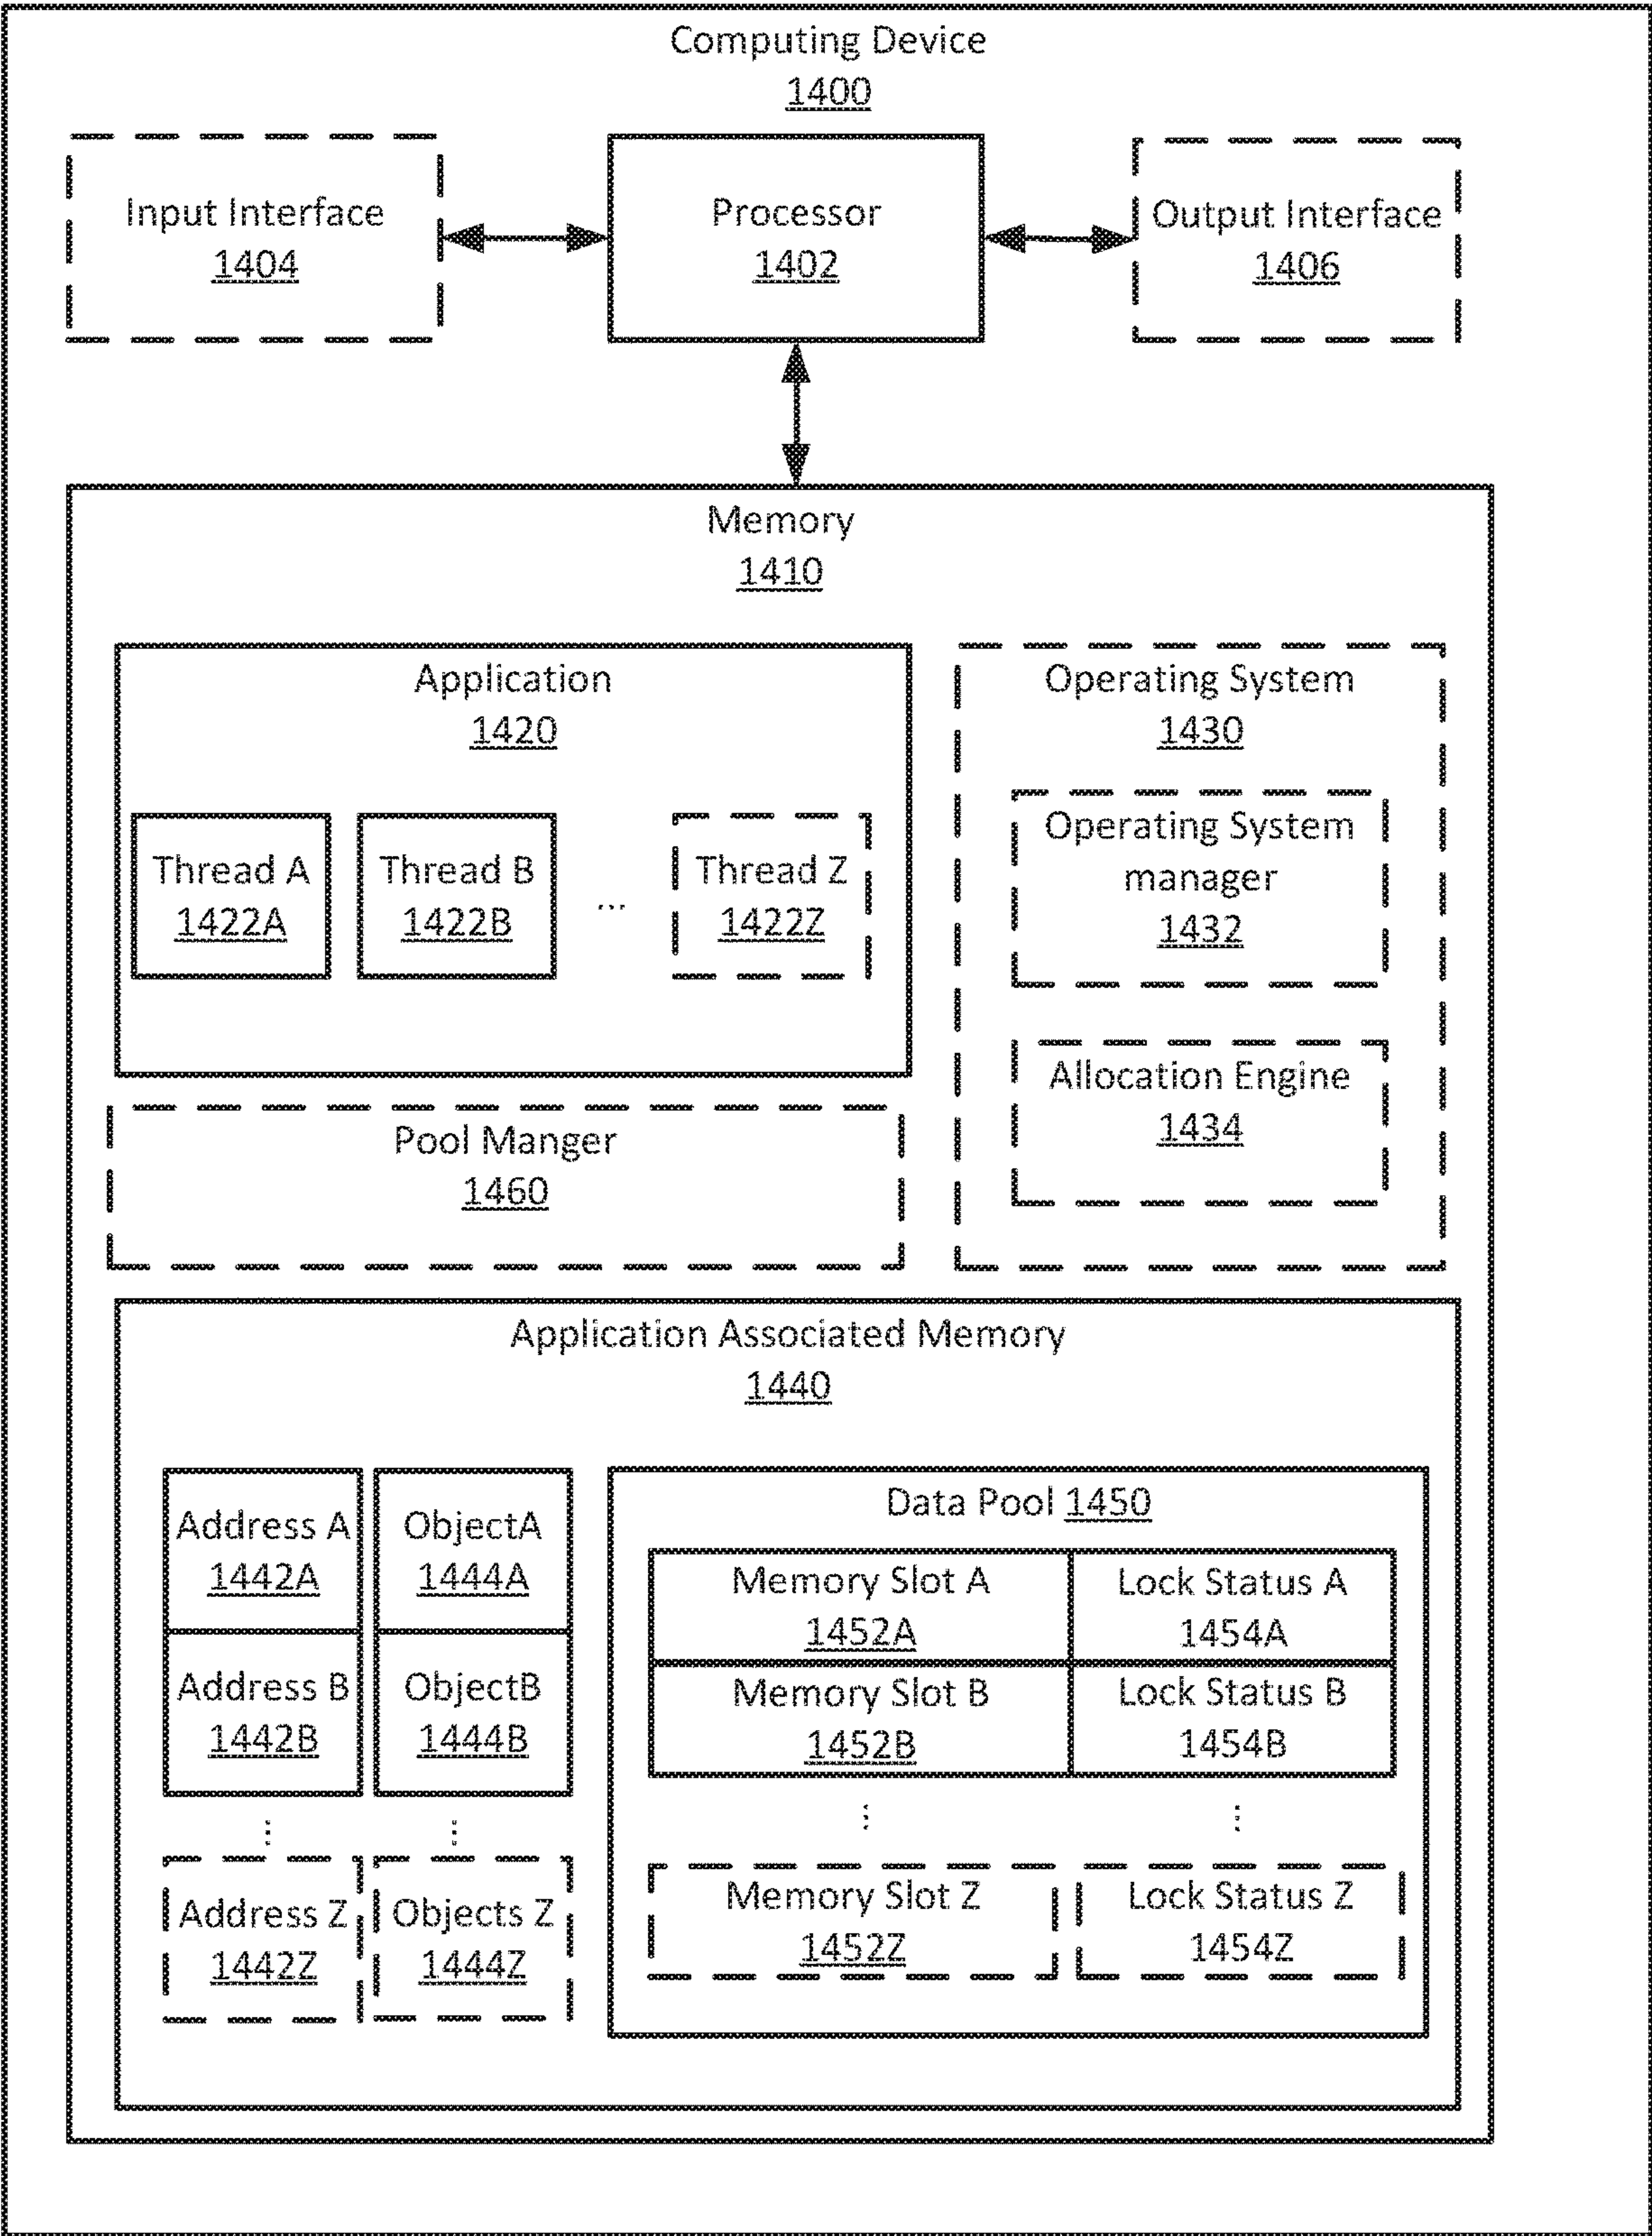 Computing Device
1400
Input Interface
1404
Processor
1402
Output Interface
1406
Memory
1410
Application
1420
Thread A
1422A
Thread B
1422B
...
Thread Z
1422Z
Operating System
1430
Operating System
manager
1432
Allocation Engine
1434
Pool Manger
1460
Application Associated Memory
1440
Address A
1442A
ObjectA
1444A
Address B
1442B
ObjectB
1444B
⋮
⋮
Address Z
1442Z
Objects Z
1444Z
Data Pool 1450
Memory Slot A
1452A
Lock Status A
1454A
Memory Slot B
1452B
Lock Status B
1454B
⋮
⋮
Memory Slot Z
1452Z
Lock Status Z
1454Z